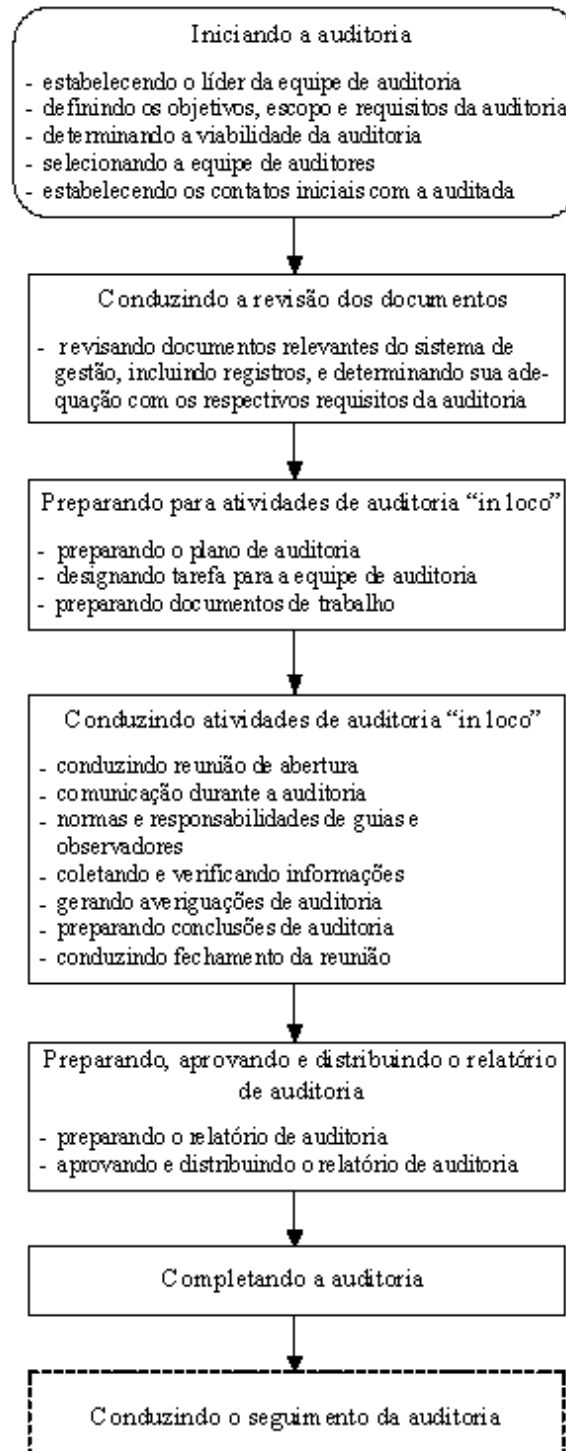 Iniciando a auditoria
- estabelecendo o líder da equipe de auditoria
- definindo os objetivos, escopo e requisitos da auditoria
- determinando a viabilidade da auditoria
- selecionando a equipe de auditores
- estabelecendo os contatos iniciais com a auditada
Conduzindo a revisão dos documentos
- revisando documentos relevantes do sistema de
gestão, incluindo registros, e determinando sua ade-
quação com os respectivos requisitos da auditoria
Preparando para atividades de auditoria “in loco”
- preparando o plano de auditoria
- designando tarefa para a equipe de auditoria
- preparando documentos de trabalho
Conduzindo atividades de auditoria “in loco”
- conduzindo reunião de abertura
- comunicação durante a auditoria
- normas e responsabilidades de guias e
observadores
- coletando e verificando informações
- gerando averiguações de auditoria
- preparando conclusões de auditoria
- conduzindo fechamento da reunião
Preparando, aprovando e distribuindo o relatório
de auditoria
- preparando o relatório de auditoria
- aprovando e distribuindo o relatório de auditoria
Completando a auditoria
Conduzindo o seguimento da auditoria